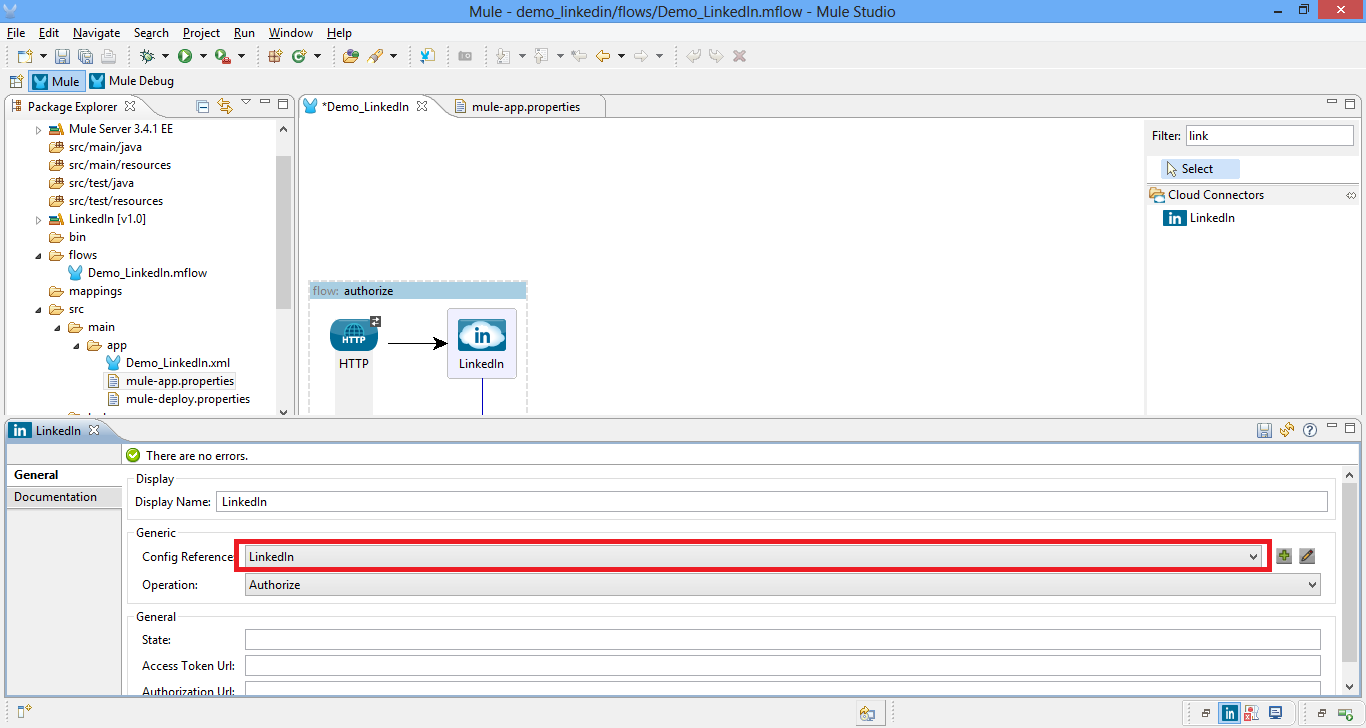 Mule - demo_linkedin/flows/Demo_LinkedIn.mflow - Mule Studio
File Edit Navigate Search Project Run Window Help
Mule Mule Debug
Package Explorer
Mule Server 3.4.1 EE
src/main/java
src/main/resources
src/test/java
src/test/resources
LinkedIn [v1.0]
bin
flows
Demo_LinkedIn.mflow
mappings
src
main
app
Demo_LinkedIn.xml
mule-app.properties
mule-deploy.properties
*Demo_LinkedIn mule-app.properties
flow: authorize
HTTP
HTTP
in
LinkedIn
Filter: link
Select
Cloud Connectors
in LinkedIn
in LinkedIn
There are no errors.
General
Documentation
Display
Display Name: LinkedIn
Generic
Config Reference: LinkedIn
Operation: Authorize
General
State:
Access Token Url:
Authorization Url:
in